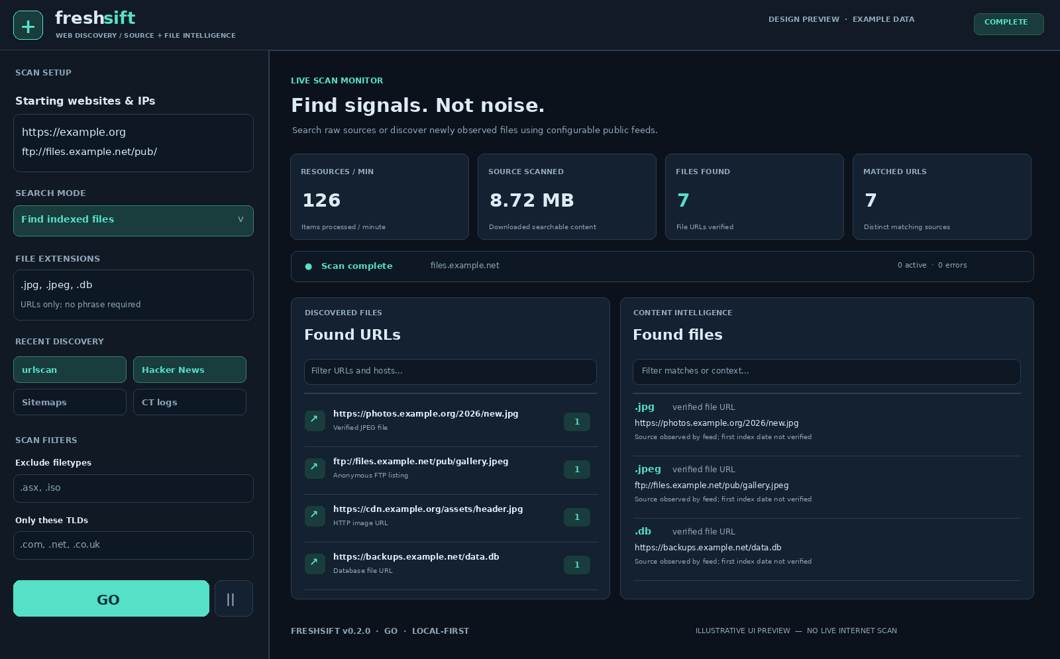 +
freshsift
WEB DISCOVERY / SOURCE + FILE INTELLIGENCE
DESIGN PREVIEW · EXAMPLE DATA
COMPLETE
SCAN SETUP
Starting websites & IPs
https://example.org
ftp://files.example.net/pub/
SEARCH MODE
Find indexed files
FILE EXTENSIONS
.jpg, .jpeg, .db
URLs only; no phrase required
RECENT DISCOVERY
urlscan
Hacker News
Sitemaps
CT logs
SCAN FILTERS
Exclude filetypes
.asx, .iso
Only these TLDs
.com, .net, .co.uk
GO
LIVE SCAN MONITOR
Find signals. Not noise.
Search raw sources or discover newly observed files using configurable public feeds.
RESOURCES / MIN
126
Items processed / minute
SOURCE SCANNED
8.72 MB
Downloaded searchable content
FILES FOUND
7
File URLs verified
MATCHED URLS
7
Distinct matching sources
Scan complete
files.example.net
0 active · 0 errors
DISCOVERED FILES
Found URLs
Filter URLs and hosts...
https://photos.example.org/2026/new.jpg
Verified JPEG file
1
ftp://files.example.net/pub/gallery.jpeg
Anonymous FTP listing
1
https://cdn.example.org/assets/header.jpg
HTTP image URL
1
https://backups.example.net/data.db
Database file URL
1
CONTENT INTELLIGENCE
Found files
Filter matches or context...
.jpg verified file URL
https://photos.example.org/2026/new.jpg
Source observed by feed; first index date not verified
.jpeg verified file URL
ftp://files.example.net/pub/gallery.jpeg
Source observed by feed; first index date not verified
.db verified file URL
https://backups.example.net/data.db
Source observed by feed; first index date not verified
FRESHSIFT v0.2.0 · GO · LOCAL-FIRST
ILLUSTRATIVE UI PREVIEW — NO LIVE INTERNET SCAN